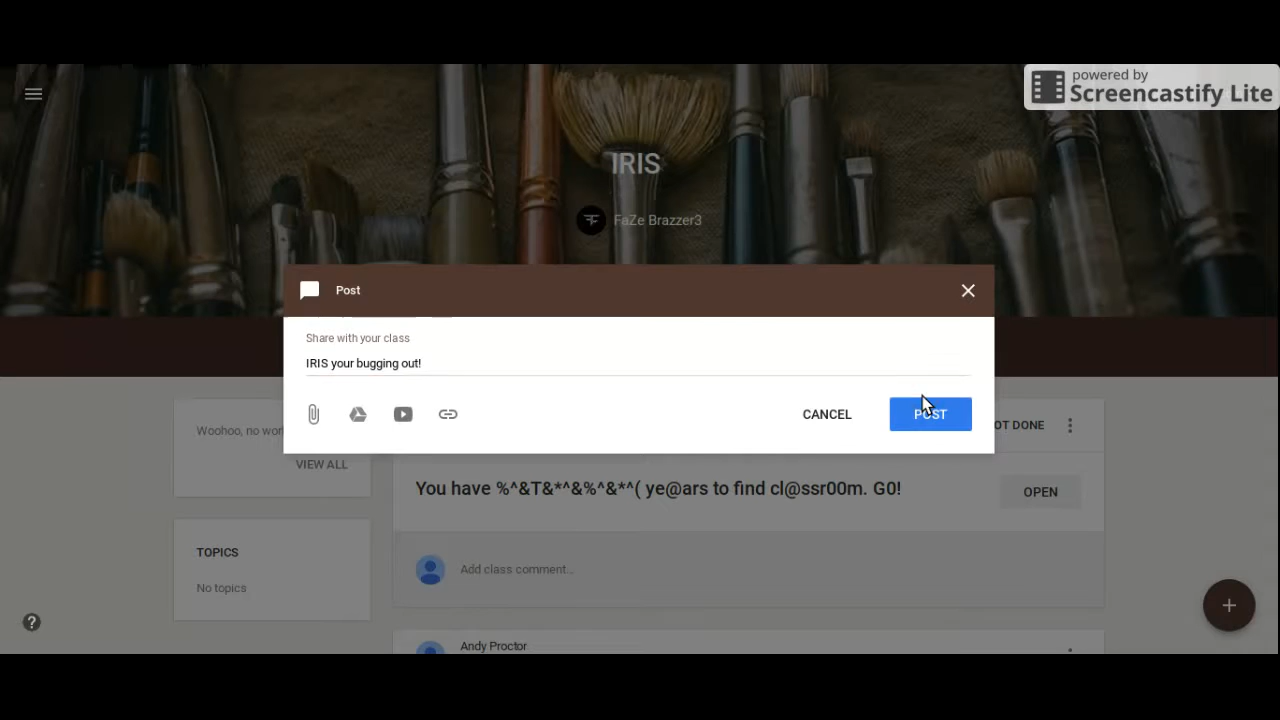 powered by
Screencastify Lite
IRIS
FaZe Brazzer3
Post
Share with your class
IRIS your bugging out!
CANCEL
POST
Woohoo, no
VIEW ALL
OT DONE
You have %^&T&*^&%^&*^( ye@ars to find cl@ssr00m. G0!
OPEN
TOPICS
No topics
Add class comment...
Andy Proctor